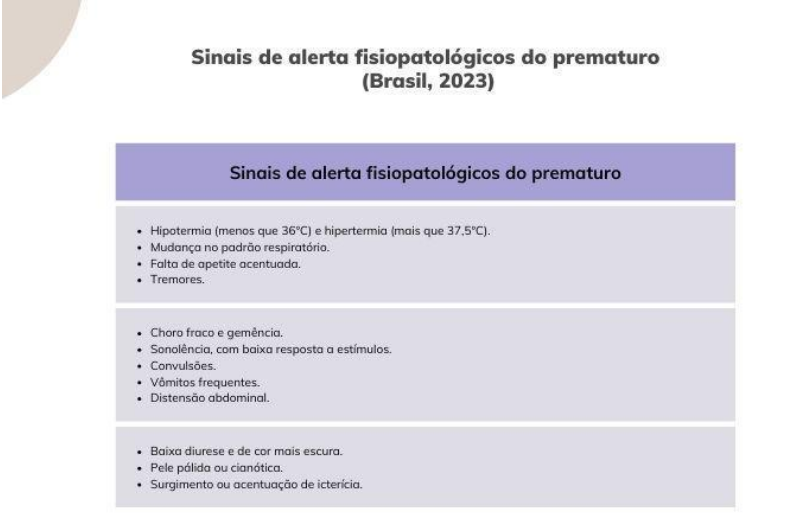 Sinais de alerta fisiopatológicos do prematuro
(Brasil, 2023)
Sinais de alerta fisiopatológicos do prematuro
• Hipotermia (menos que 36°C) e hipertermia (mais que 37,5°C).
• Mudança no padrão respiratório.
• Falta de apetite acentuada.
• Tremores.
• Choro fraco e gemência.
• Sonolência, com baixa resposta a estímulos.
• Convulsões.
• Vômitos frequentes.
• Distensão abdominal.
• Baixa diurese e de cor mais escura.
• Pele pálida ou cianótica.
• Surgimento ou acentuação de icterícia.